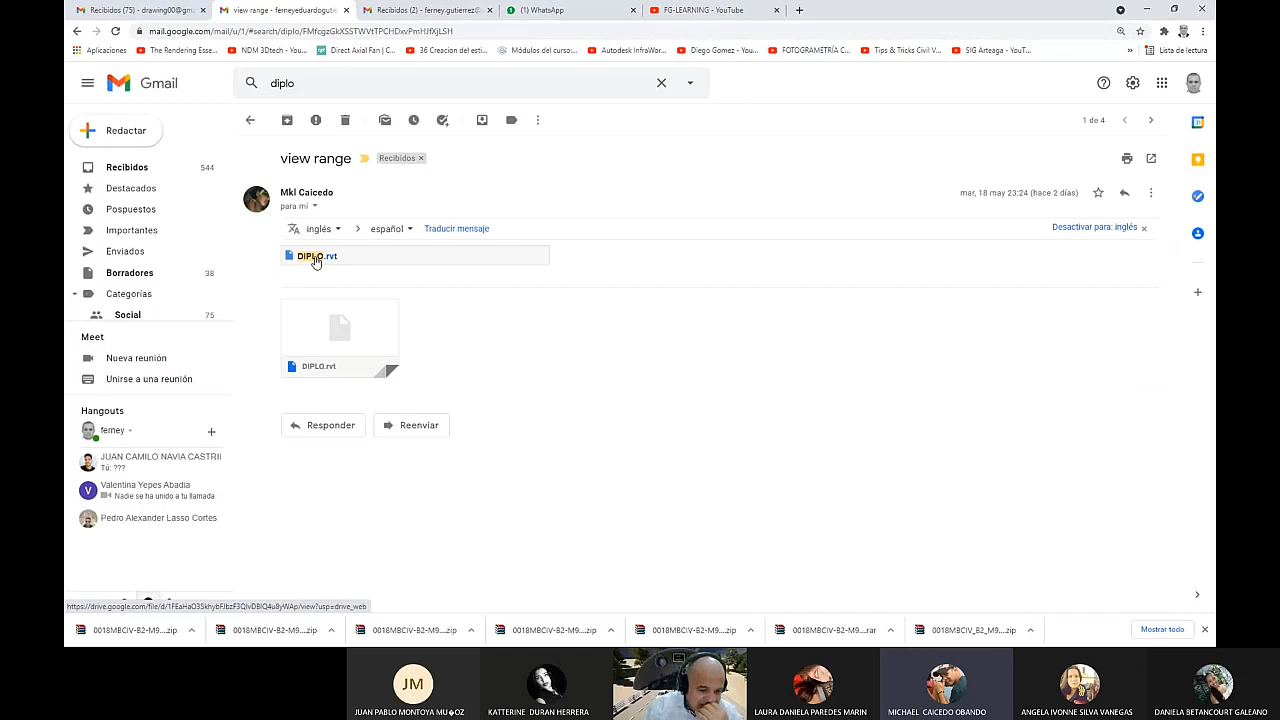 Recibidos (75) - drawing00@gma
view range - ferneyeduardogutie
Recibidos (2) - ferney.gutierrez@
(1) WhatsApp
FG-LEARNING - YouTube
mail.google.com/mail/u/1/#search/diplo/FMfcgzGkXSSTWVtTPCHDxvPmHJfXjLSH
Aplicaciones
The Rendering Esse...
NDM 3Dtech - You...
Direct Axial Fan | C...
36 Creacion del esti...
Módulos del curso:...
Autodesk InfraWor...
Diego Gomez - You...
FOTOGRAMETRÍA C...
Tips & Tricks Civil V...
SIG Arteaga - YouT...
»
Lista de lectura
Gmail
diplo
Redactar
1 de 4
view range
Recibidos ×
Recibidos 544
Destacados
Pospuestos
Importantes
Enviados
Borradores 38
Categorías
Social 75
Mkl Caicedo
para mí
mar, 18 may 23:24 (hace 2 días)
inglés > español Traducir mensaje
Desactivar para: inglés ×
DIPLO.rvt
DIPLO.rvt
Responder
Reenviar
Meet
Nueva reunión
Unirse a una reunión
Hangouts
ferney
JUAN CAMILO NAVIA CASTRII
Tú: ???
V
Valentina Yepes Abadia
Nadie se ha unido a tu llamada
Pedro Alexander Lasso Cortes
0018MBCIV-B2-M9....zip
0018MBCIV-B2-M9....zip
0018MBCIV-B2-M9....zip
0018MBCIV-B2-M9....zip
0018MBCIV-B2-M9....zip
0018MBCIV-B2-M9....rar
0018MBCIV_B2_M9....zip
Mostrar todo
JM
JUAN PABLO MONTOYA MU�OZ
KATTERINE DURAN HERRERA
LAURA DANIELA PAREDES MARIN
MICHAEL CAICEDO OBANDO
ANGELA IVONNE SILVA VANEGAS
DANIELA BETANCOURT GALEANO